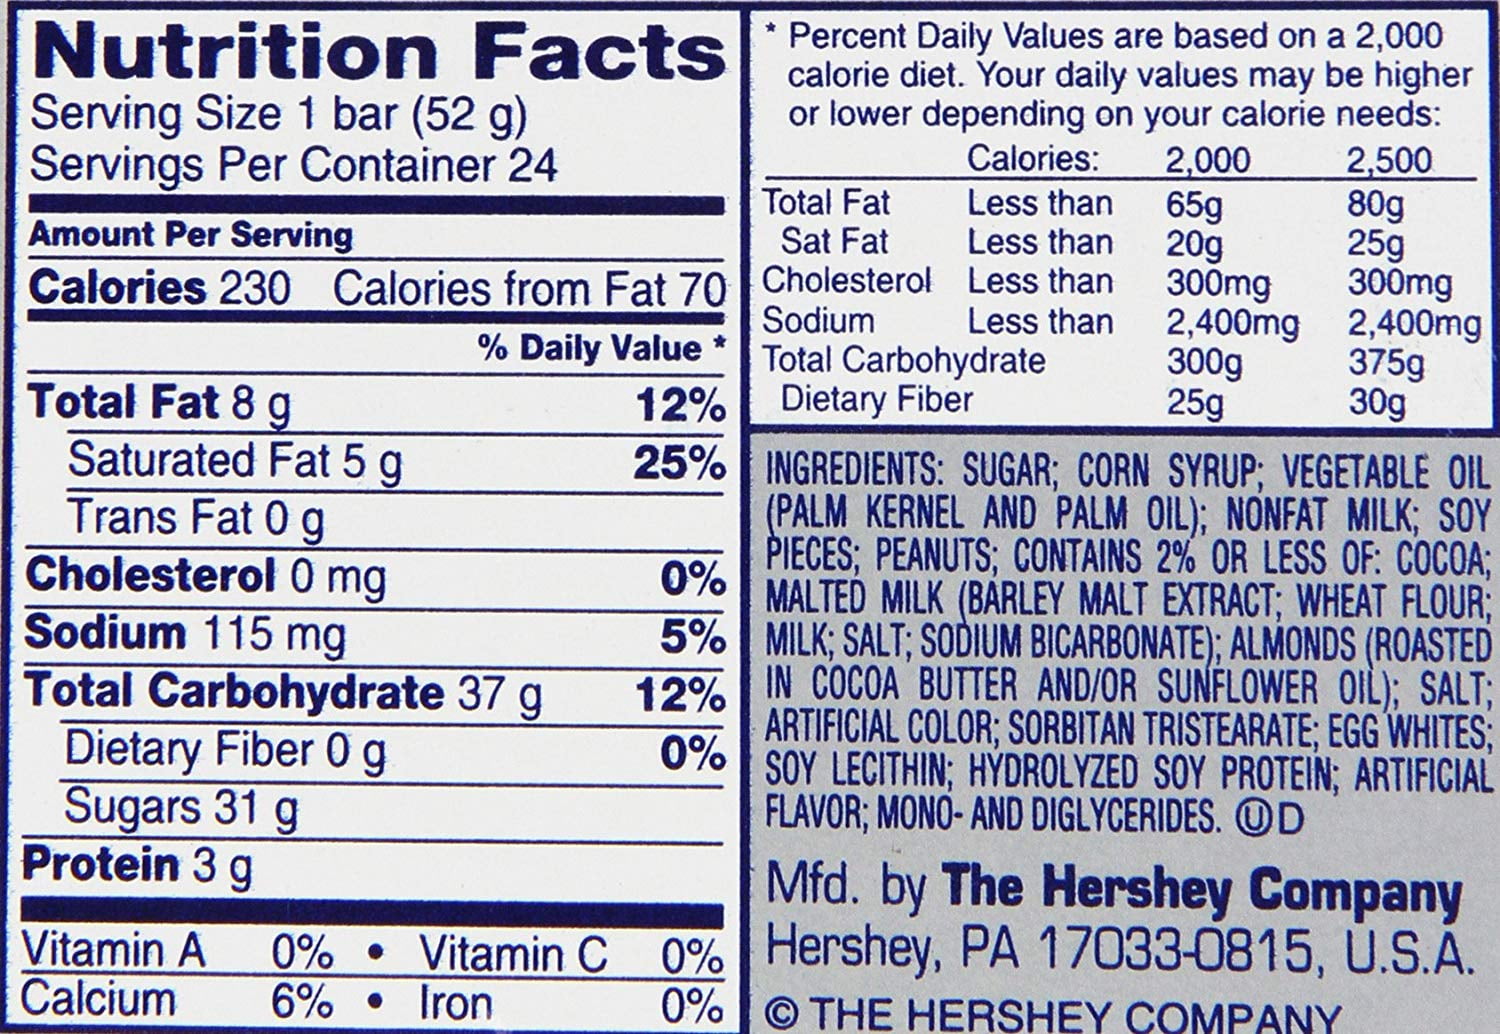 Nutrition Facts
Serving Size 1 bar (52 g)
Servings Per Container 24
Amount Per Serving
Calories 230 Calories from Fat 70
% Daily Value *
Total Fat 8 g 12%
Saturated Fat 5 g 25%
Trans Fat 0 g
Cholesterol 0 mg 0%
Sodium 115 mg 5%
Total Carbohydrate 37 g 12%
Dietary Fiber 0 g 0%
Sugars 31 g
Protein 3 g
Vitamin A 0% • Vitamin C 0%
Calcium 6% • Iron 0%
* Percent Daily Values are based on a 2,000
calorie diet. Your daily values may be higher
or lower depending on your calorie needs:
Calories: 2,000 2,500
Total Fat Less than 65g 80g
Sat Fat Less than 20g 25g
Cholesterol Less than 300mg 300mg
Sodium Less than 2,400mg 2,400mg
Total Carbohydrate 300g 375g
Dietary Fiber 25g 30g
INGREDIENTS: SUGAR; CORN SYRUP; VEGETABLE OIL
(PALM KERNEL AND PALM OIL); NONFAT MILK; SOY
PIECES; PEANUTS; CONTAINS 2% OR LESS OF: COCOA;
MALTED MILK (BARLEY MALT EXTRACT; WHEAT FLOUR;
MILK; SALT; SODIUM BICARBONATE); ALMONDS (ROASTED
IN COCOA BUTTER AND/OR SUNFLOWER OIL); SALT;
ARTIFICIAL COLOR; SORBITAN TRISTEARATE; EGG WHITES;
SOY LECITHIN; HYDROLYZED SOY PROTEIN; ARTIFICIAL
FLAVOR; MONO- AND DIGLYCERIDES. Ⓤ D
Mfd. by The Hershey Company
Hershey, PA 17033-0815, U.S.A.
© THE HERSHEY COMPANY